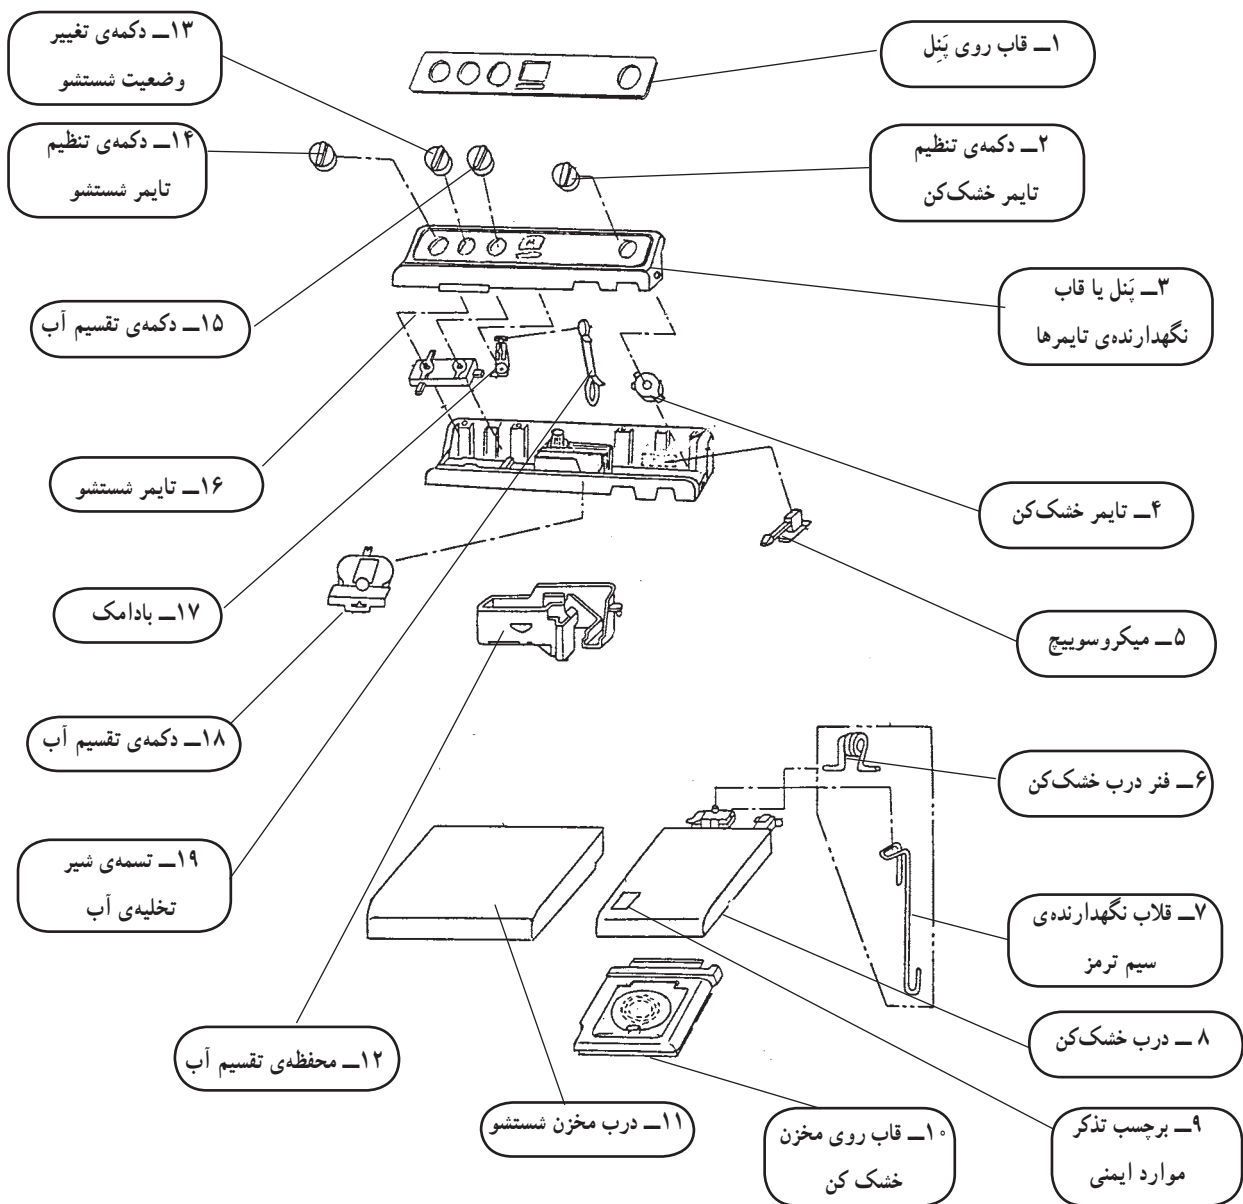 ۱ــ قاب روی پَنِل
۲ــ دکمه‌ی تنظیم
تایمر خشک‌کن
۳ــ پَنل یا قاب
نگهدارنده‌ی تایمرها
۴ــ تایمر خشک‌کن
۵ــ میکروسوییچ
۶ــ فنر درب خشک‌کن
۷ــ قلاب نگهدارنده‌ی
سیم ترمز
۸ ــ درب خشک‌کن
۹ــ برچسب تذکر
موارد ایمنی
۱۰ــ قاب روی مخزن
خشک کن
۱۱ــ درب مخزن شستشو
۱۲ــ محفظه‌ی تقسیم آب
۱۳ــ دکمه‌ی تغییر
وضعیت شستشو
۱۴ــ دکمه‌ی تنظیم
تایمر شستشو
۱۵ــ دکمه‌ی تقسیم آب
۱۶ــ تایمر شستشو
۱۷ــ بادامک
۱۸ــ دکمه‌ی تقسیم آب
۱۹ــ تسمه‌ی شیر
تخلیه‌ی آب